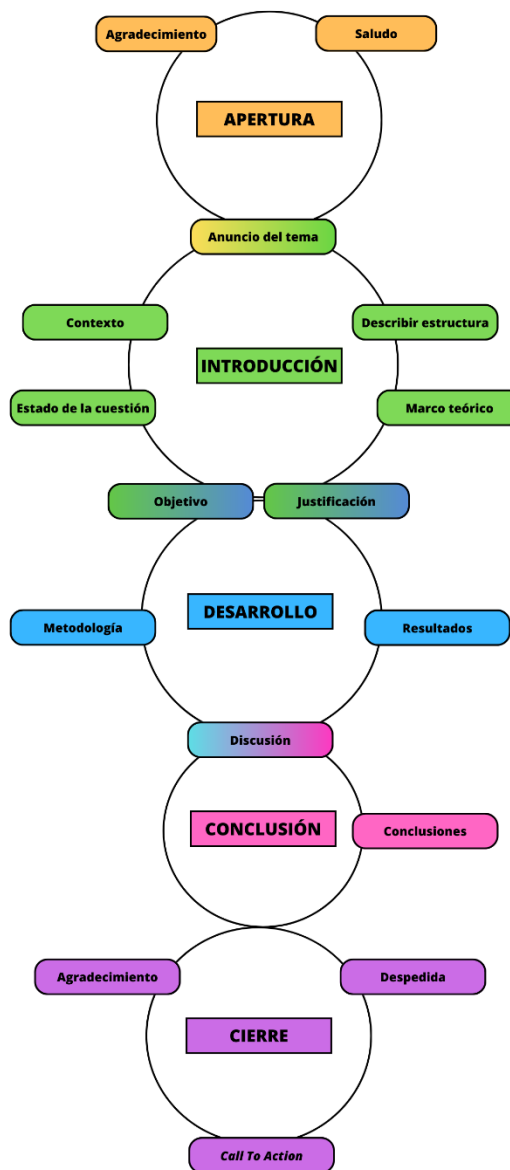 Agradecimiento
Saludo
APERTURA
Anuncio del tema
Contexto
Describir estructura
INTRODUCCIÓN
Estado de la cuestión
Marco teórico
Objetivo
Justificación
DESARROLLO
Metodología
Resultados
Discusión
CONCLUSIÓN
Conclusiones
Agradecimiento
Despedida
CIERRE
Call To Action